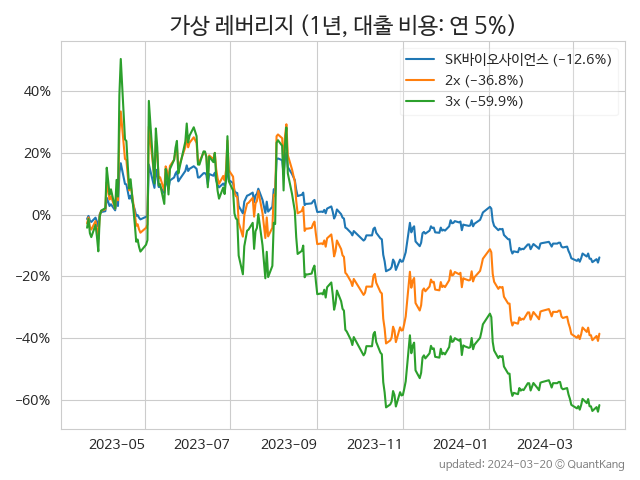 가상 레버리지 (1년, 대출 비용: 연 5%)
SK바이오사이언스 (−12.6%)
2x (−36.8%)
3x (−59.9%)
40%
20%
0%
−20%
−40%
−60%
2023-05
2023-07
2023-09
2023-11
2024-01
2024-03
updated: 2024-03-20 © QuantKang